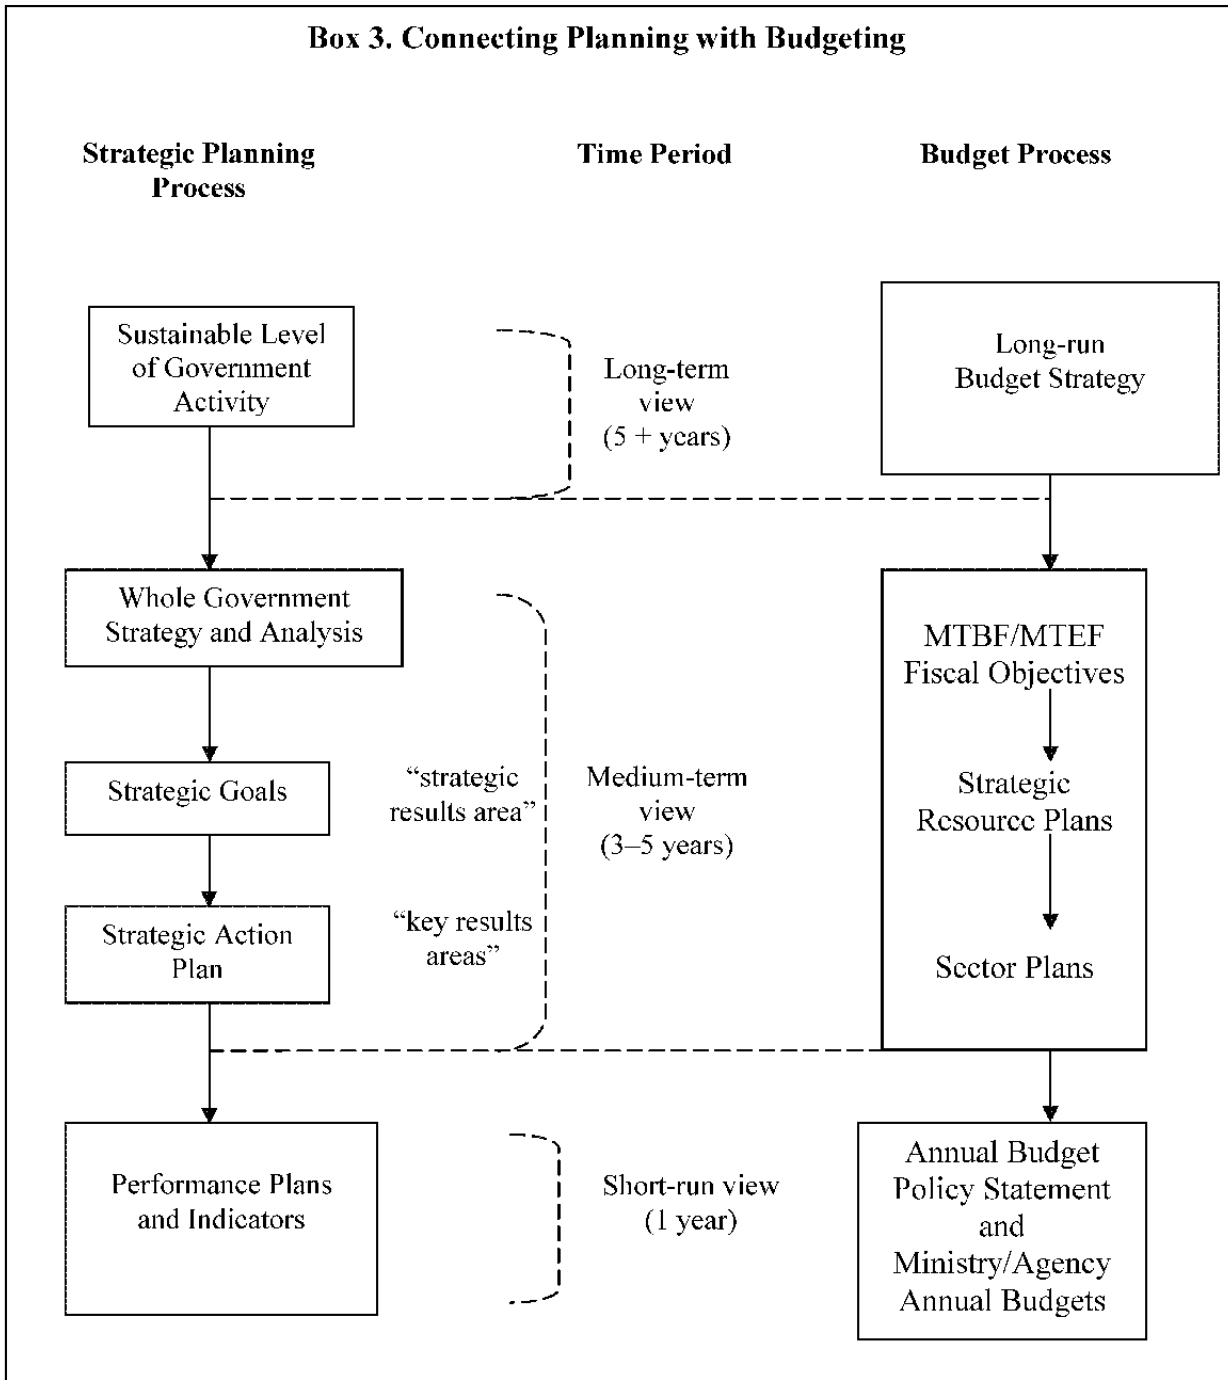 Box 3. Connecting Planning with Budgeting
Strategic Planning
Process
Time Period
Budget Process
Sustainable Level
of Government
Activity
Long-term
view
(5 + years)
Long-run
Budget Strategy
Whole Government
Strategy and Analysis
Strategic Goals
Strategic Action
Plan
“strategic
results area”
“key results
areas”
Medium-term
view
(3–5 years)
MTBF/MTEF
Fiscal Objectives
Strategic
Resource Plans
Sector Plans
Performance Plans
and Indicators
Short-run view
(1 year)
Annual Budget
Policy Statement
and
Ministry/Agency
Annual Budgets